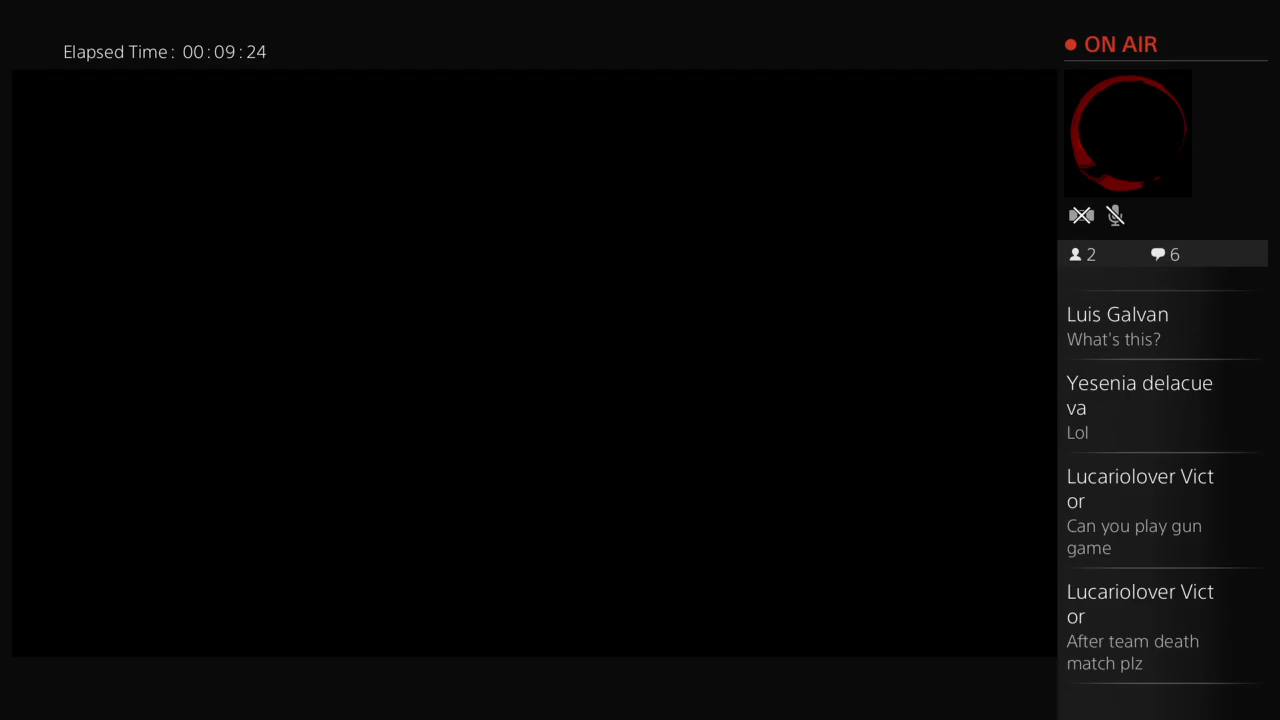 Elapsed Time: 00:09:24
ON AIR
2 6
Luis Galvan
What's this?
Yesenia delacue
va
Lol
Lucariolover Vict
or
Can you play gun
game
Lucariolover Vict
or
After team death
match plz